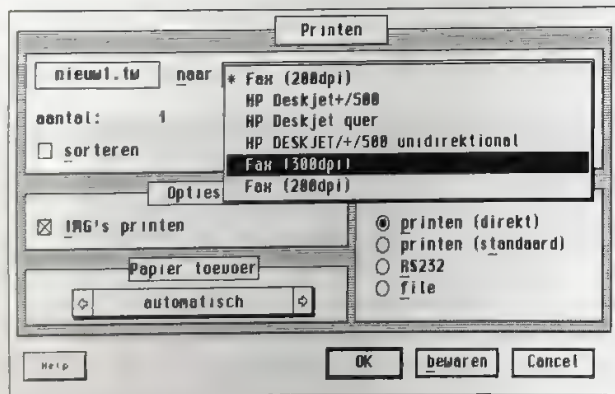 Printen
nieuw1.tw naar
* Fax (200dpi)
HP Deskjet+/500
HP Deskjet quer
HP DESKJET/+/500 unidirektional
Fax (300dpi)
Fax (200dpi)
aantal: 1
sorteren
Opties
IMG's printen
Papier toevoer
automatisch
printen (direkt)
printen (standaard)
RS232
file
Help
OK
bewaren
Cancel